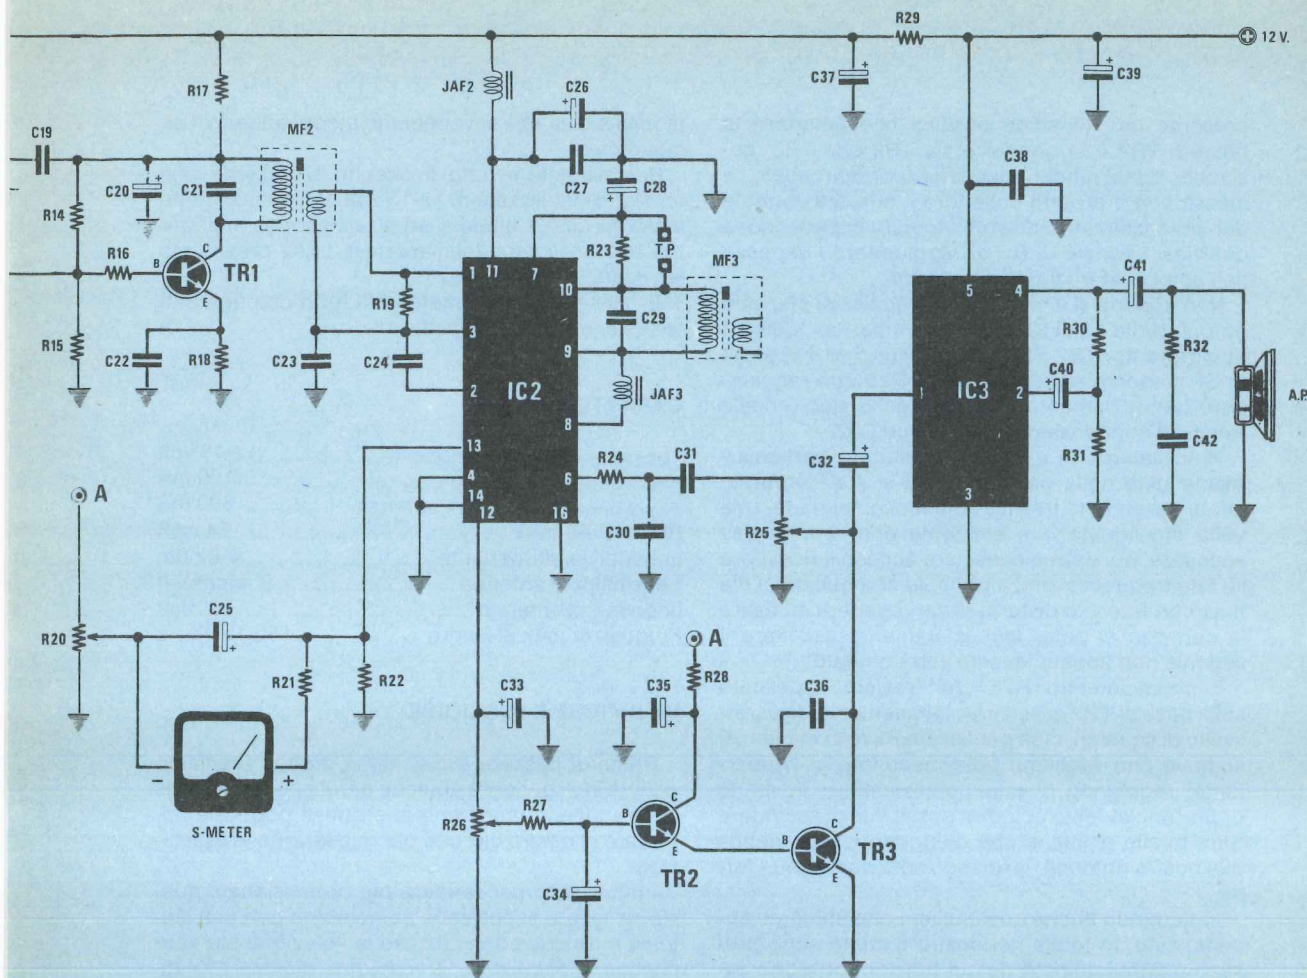 R29
12 V.
C37
C39
JAF2
C26
R17
MF2
C19
C27
C28
C38
C20
C21
R14
R23
T.P.
C41
R16
B
C
E
TR1
1
11
7
5
4
10
MF3
R19
C29
R30
R32
3
9
R15
C22
R18
C23
C24
IC2
C40
2
JAF3
1
IC3
2
A.P.
8
R31
C42
13
R24
C31
C32
A
4
6
14
3
12
16
C30
R25
A
R20
C25
R28
R21
R22
C33
C35
C36
-
+
S-METER
R26
R27
B
C
E
TR2
B
C
E
TR3
C34